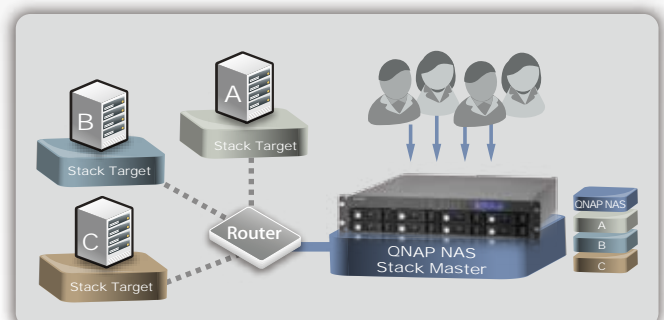 A
Stack Target
B
Stack Target
C
Stack Target
Router
QNAP NAS
Stack Master
QNAP NAS
A
B
C